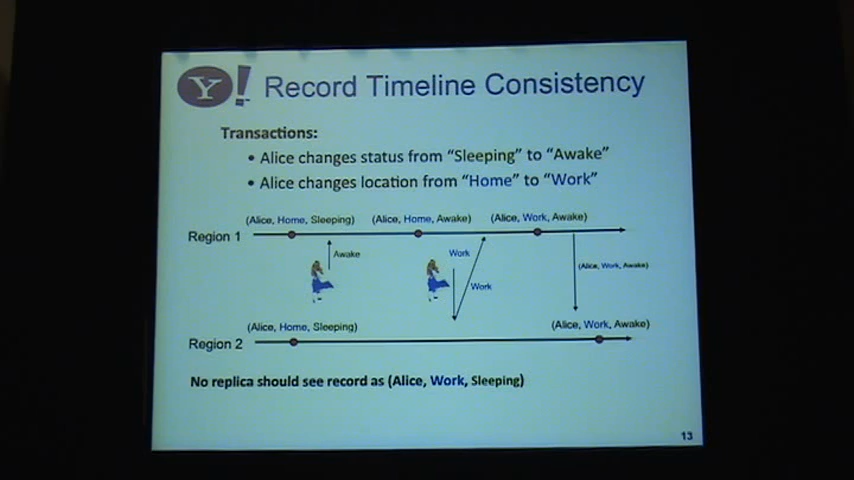 Y! Record Timeline Consistency
Transactions:
• Alice changes status from “Sleeping” to “Awake”
• Alice changes location from “Home” to “Work”
(Alice, Home, Sleeping) (Alice, Home, Awake) (Alice, Work, Awake)
Region 1
Awake
Work
Work
(Alice, Work, Awake)
(Alice, Home, Sleeping) (Alice, Work, Awake)
Region 2
No replica should see record as (Alice, Work, Sleeping)
13